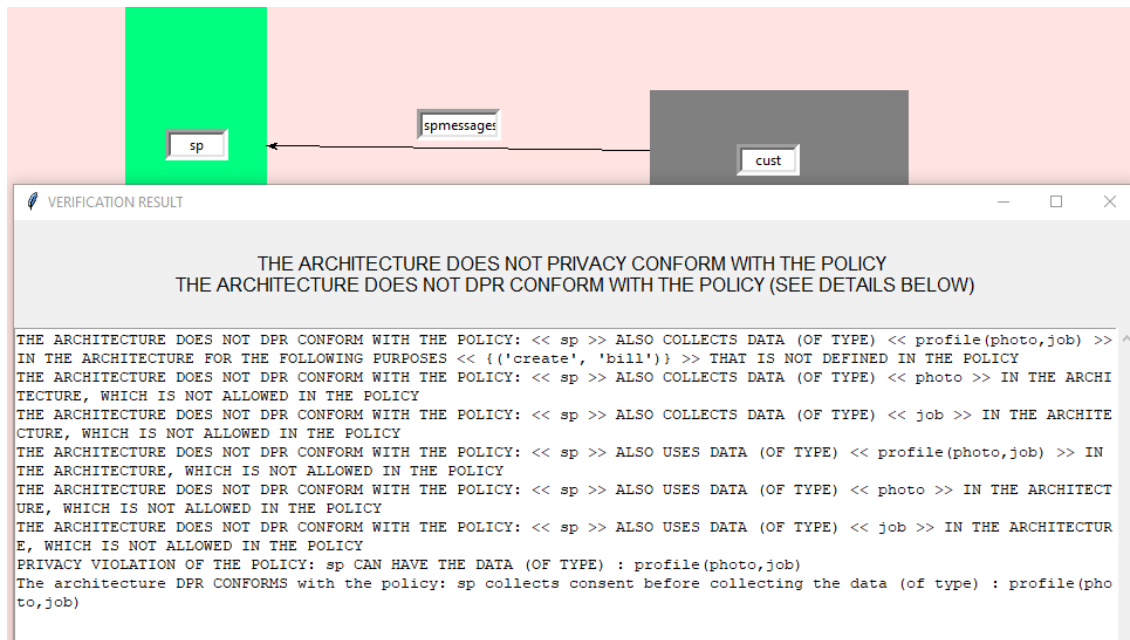 spmessages
sp
cust
VERIFICATION RESULT
THE ARCHITECTURE DOES NOT PRIVACY CONFORM WITH THE POLICY
THE ARCHITECTURE DOES NOT DPR CONFORM WITH THE POLICY (SEE DETAILS BELOW)
THE ARCHITECTURE DOES NOT DPR CONFORM WITH THE POLICY: << sp >> ALSO COLLECTS DATA (OF TYPE) << profile(photo,job) >>
IN THE ARCHITECTURE FOR THE FOLLOWING PURPOSES << {('create', 'bill')} >> THAT IS NOT DEFINED IN THE POLICY
THE ARCHITECTURE DOES NOT DPR CONFORM WITH THE POLICY: << sp >> ALSO COLLECTS DATA (OF TYPE) << photo >> IN THE ARCHI
TECTURE, WHICH IS NOT ALLOWED IN THE POLICY
THE ARCHITECTURE DOES NOT DPR CONFORM WITH THE POLICY: << sp >> ALSO COLLECTS DATA (OF TYPE) << job >> IN THE ARCHITE
CTURE, WHICH IS NOT ALLOWED IN THE POLICY
THE ARCHITECTURE DOES NOT DPR CONFORM WITH THE POLICY: << sp >> ALSO USES DATA (OF TYPE) << profile(photo,job) >> IN
THE ARCHITECTURE, WHICH IS NOT ALLOWED IN THE POLICY
THE ARCHITECTURE DOES NOT DPR CONFORM WITH THE POLICY: << sp >> ALSO USES DATA (OF TYPE) << photo >> IN THE ARCHITECT
URE, WHICH IS NOT ALLOWED IN THE POLICY
THE ARCHITECTURE DOES NOT DPR CONFORM WITH THE POLICY: << sp >> ALSO USES DATA (OF TYPE) << job >> IN THE ARCHITECTUR
E, WHICH IS NOT ALLOWED IN THE POLICY
PRIVACY VIOLATION OF THE POLICY: sp CAN HAVE THE DATA (OF TYPE) : profile(photo,job)
The architecture DPR CONFORMS with the policy: sp collects consent before collecting the data (of type) : profile(pho
to,job)